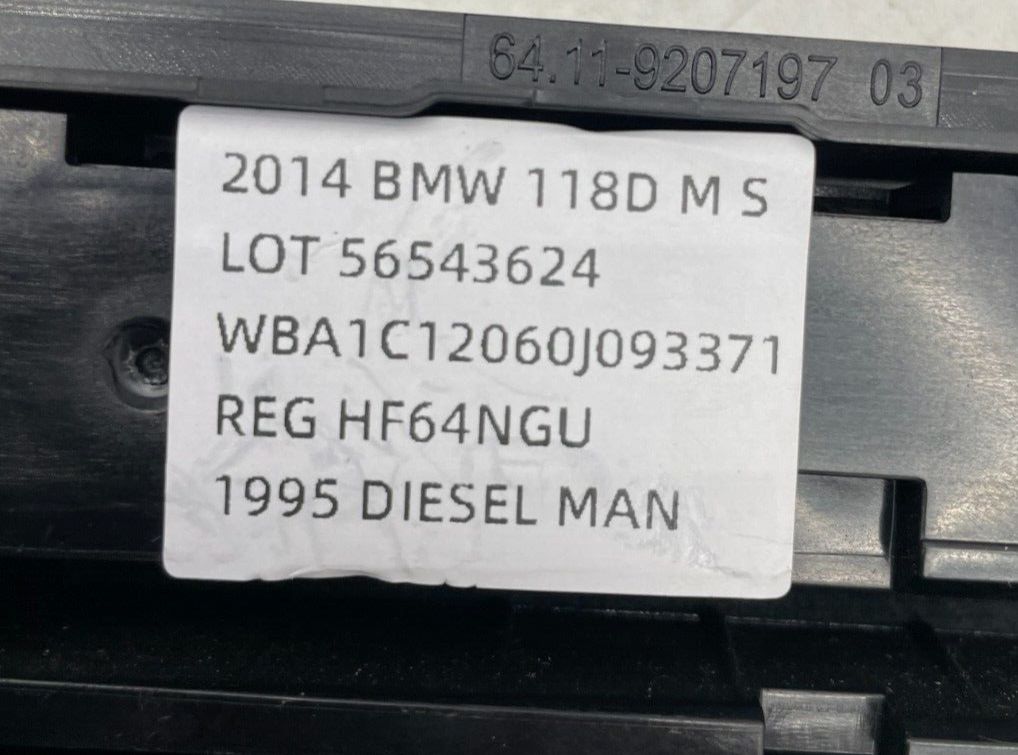 64.11-9207197 03
2014 BMW 118D M S
LOT 56543624
WBA1C12060J093371
REG HF64NGU
1995 DIESEL MAN